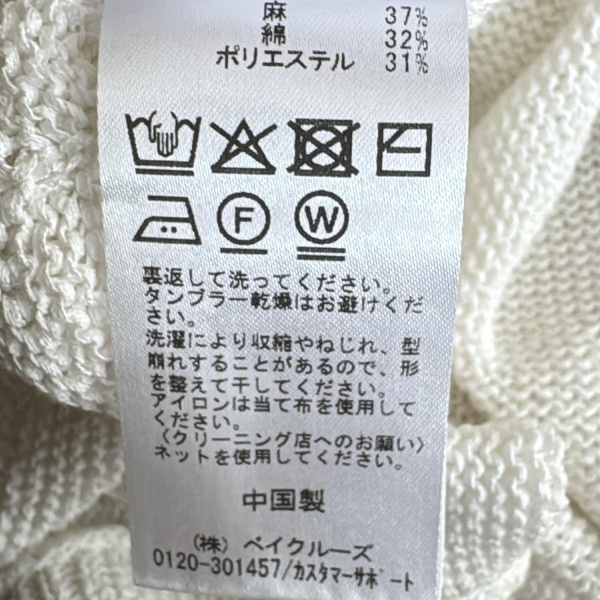 麻 37%
綿 32%
ポリエステル 31%
F W
裏返して洗ってください。
タンブラー乾燥はお避けくだ
さい。
洗濯により収縮やねじれ、型
崩れすることがあるので、形
を整えて干してください。
アイロンは当て布を使用して
ください。
〈クリーニング店へのお願い〉
ネットを使用してください。
中国製
(株) ベイクルーズ
0120-301457/ｶｽﾀﾏｰｻﾎﾟｰﾄ